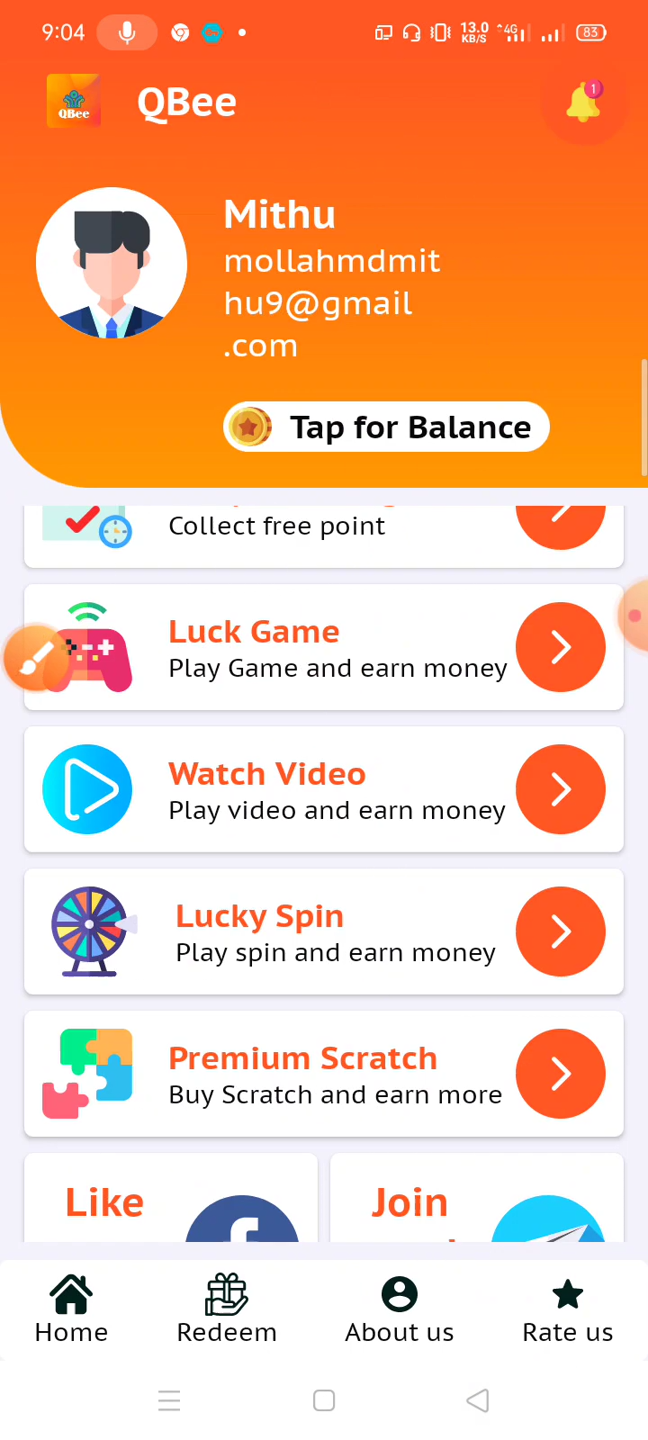 9:04
13.0
KB/S
4G
83
QBee
QBee
1
Mithu
mollahmdmit
hu9@gmail
.com
Tap for Balance
Collect free point
Luck Game
Play Game and earn money
Watch Video
Play video and earn money
Lucky Spin
Play spin and earn money
Premium Scratch
Buy Scratch and earn more
Like
Join
Home
Redeem
About us
Rate us